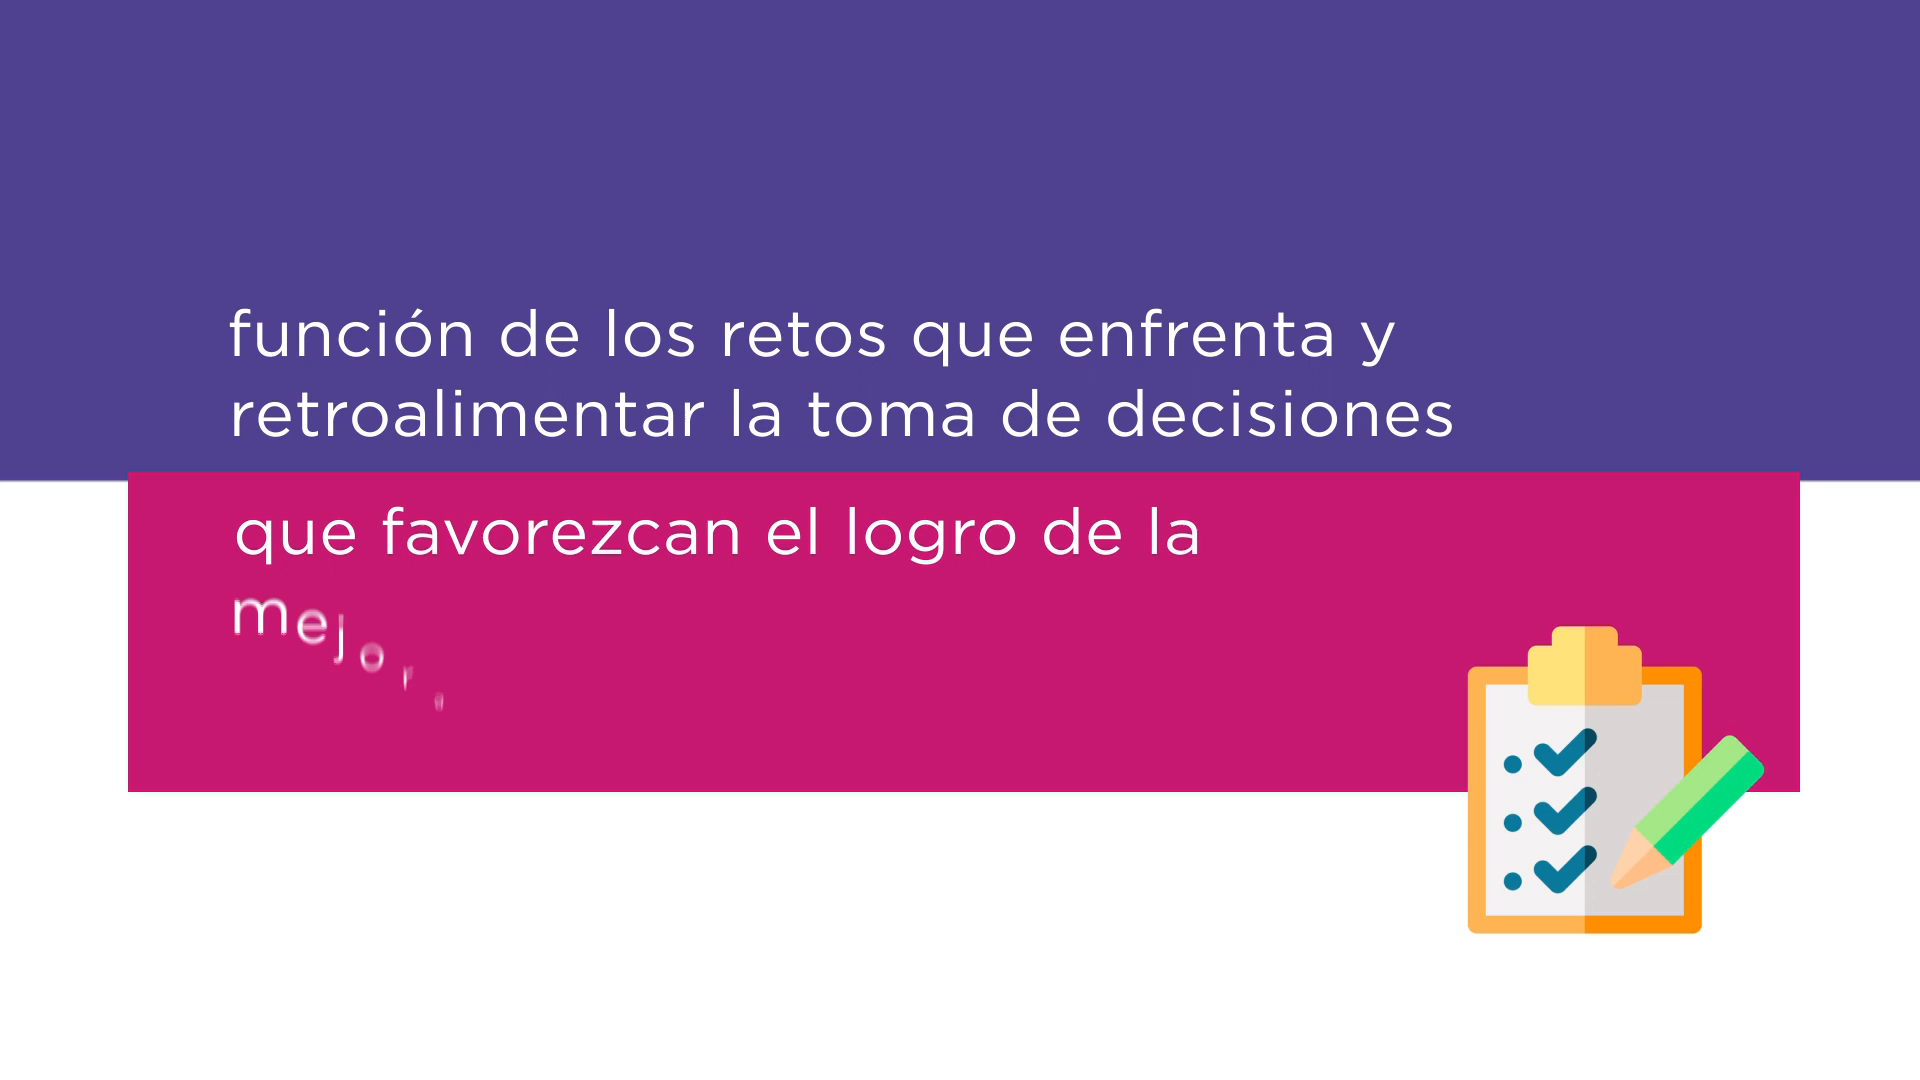 función de los retos que enfrenta y
retroalimentar la toma de decisiones
que favorezcan el logro de la
mejor